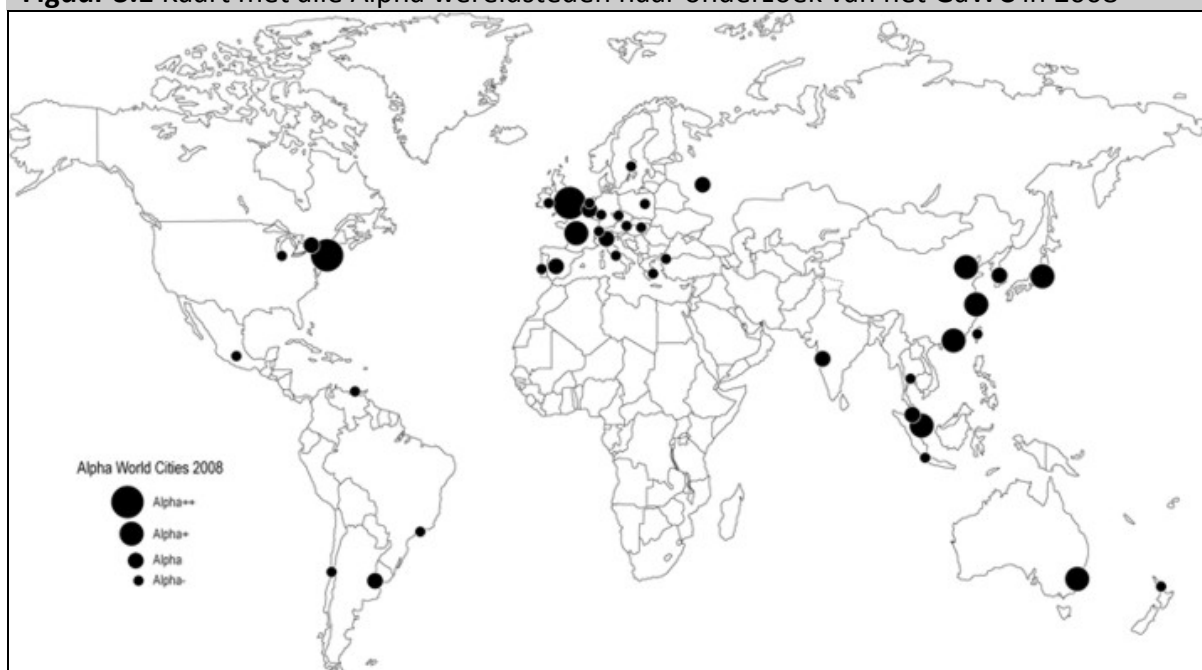 Figuur 3.1 Kaart met alle Alpha wereldsteden naar onderzoek van het GaWC in 2008
Alpha World Cities 2008
Alpha++
Alpha+
Alpha
Alpha-